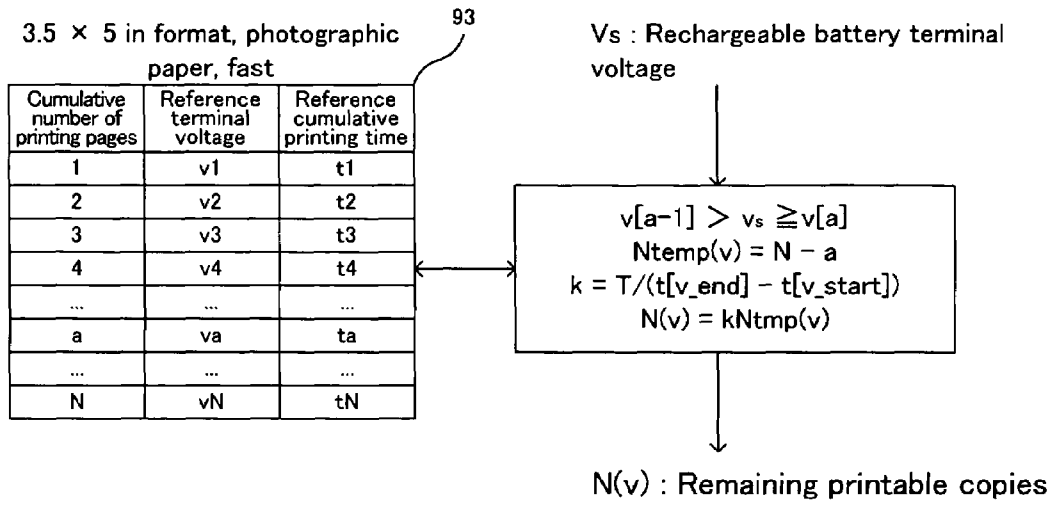 93
3.5 × 5 in format, photographic
paper, fast
Cumulative number of printing pages Reference terminal voltage Reference cumulative printing time
1 v1 t1
2 v2 t2
3 v3 t3
4 v4 t4
... ... ...
a va ta
... ... ...
N vN tN
Vs : Rechargeable battery terminal
voltage
v[a-1] > vs ≧v[a]
Ntemp(v) = N - a
k = T/(t[v_end] - t[v_start])
N(v) = kNtmp(v)
N(v) : Remaining printable copies